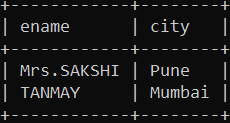 ename | city
Mrs.SAKSHI | Pune
TANMAY | Mumbai